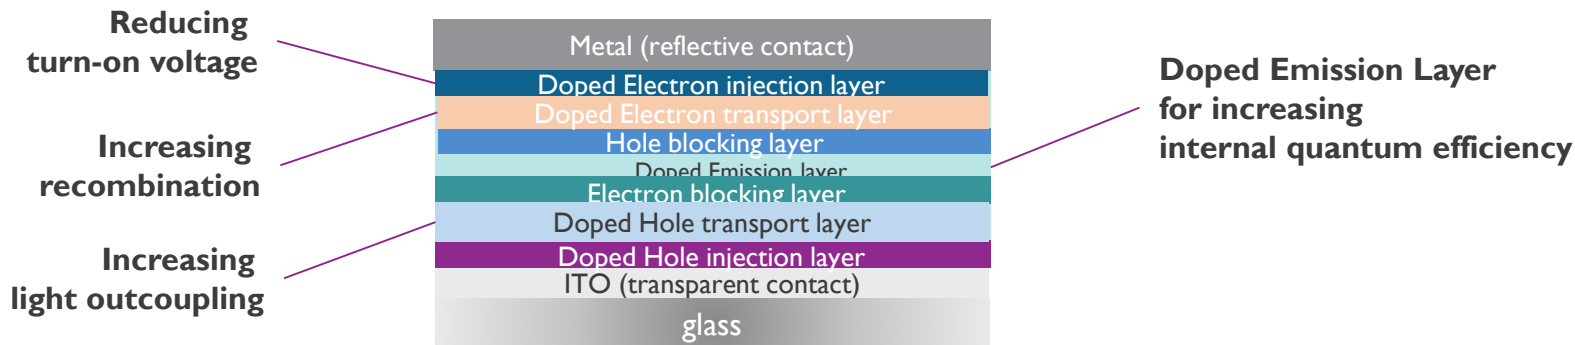 Reducing
turn-on voltage
Increasing
recombination
Increasing
light outcoupling
Metal (reflective contact)
Doped Electron injection layer
Doped Electron transport layer
Hole blocking layer
Doped Emission layer
Electron blocking layer
Doped Hole transport layer
Doped Hole injection layer
ITO (transparent contact)
glass
Doped Emission Layer
for increasing
internal quantum efficiency